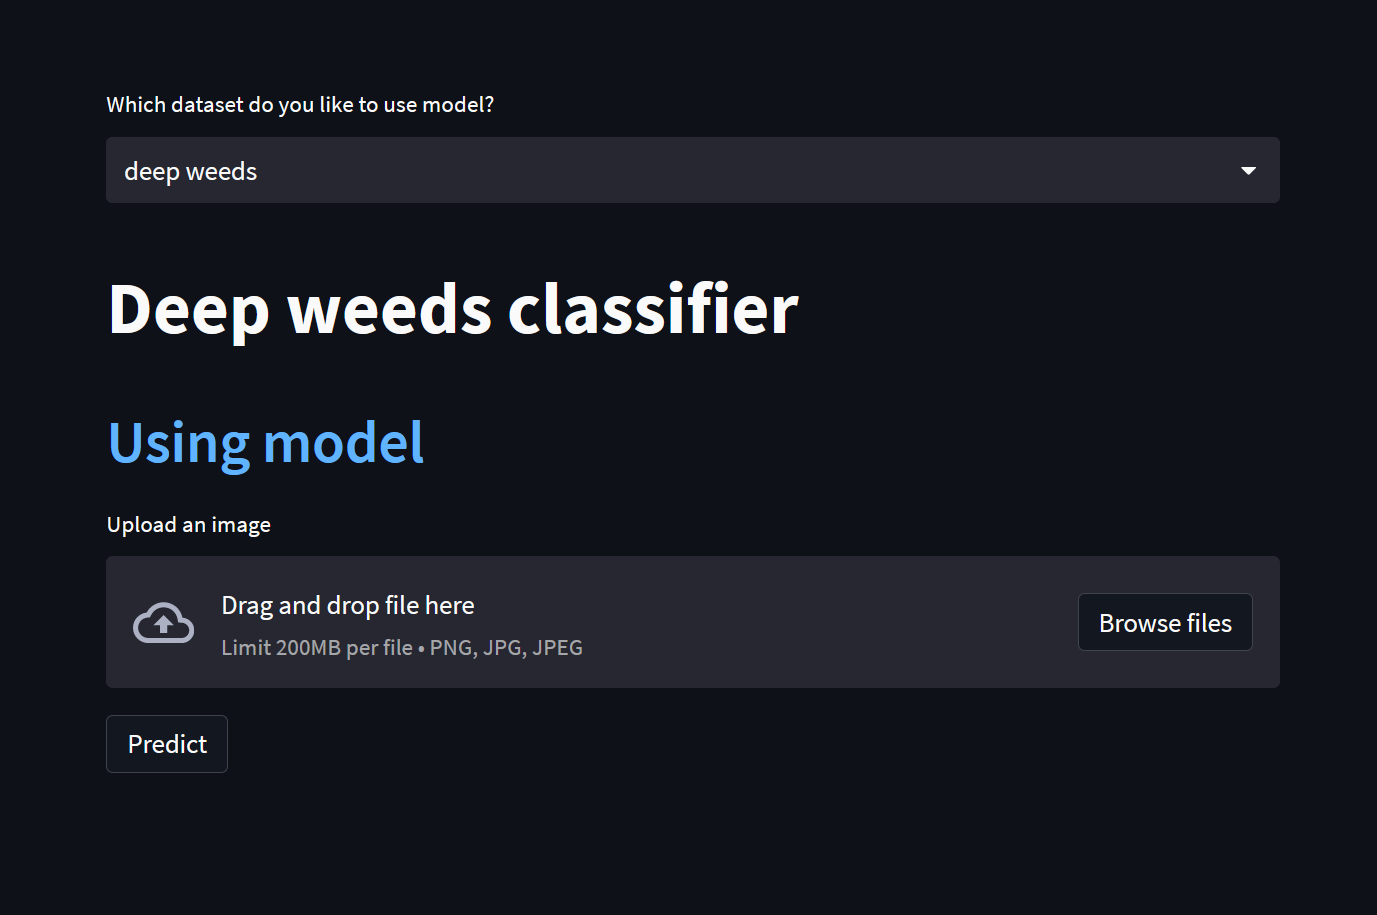 Which dataset do you like to use model?
deep weeds
Deep weeds classifier
Using model
Upload an image
Drag and drop file here
Limit 200MB per file • PNG, JPG, JPEG
Browse files
Predict